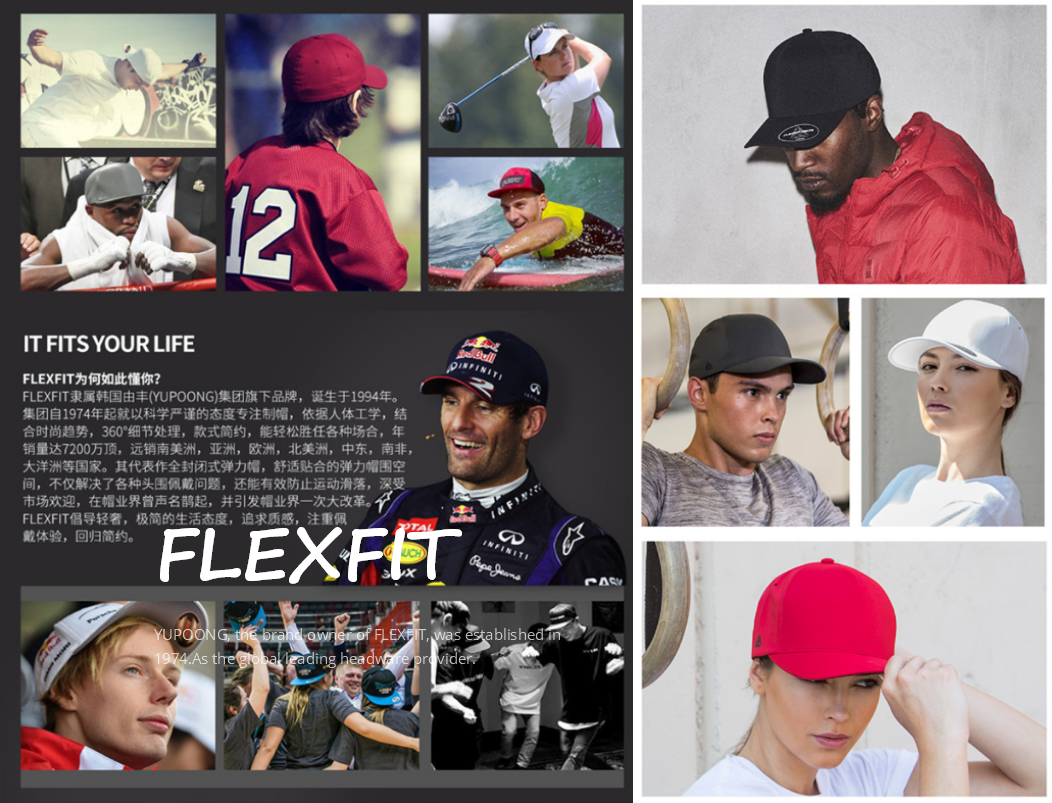 12
IT FITS YOUR LIFE
FLEXFIT为何如此懂你?
FLEXFIT隶属韩国由丰(YUPOONG)集团旗下品牌，诞生于1994年。
集团自1974年起就以科学严谨的态度专注制帽，依据人体工学，结
合时尚趋势，360°细节处理，款式简约，能轻松胜任各种场合，年
销量达7200万顶，远销南美洲，亚洲，欧洲，北美洲，中东，南非，
大洋洲等国家。其代表作全封闭式弹力帽，舒适贴合的弹力帽围空
间，不仅解决了各种头围佩戴问题，还能有效防止运动滑落，深受
市场欢迎，在帽业界曾声名鹊起，并引发帽业界一次大改革。
FLEXFIT倡导轻奢，极简的生活态度，追求质感，注重佩
戴体验，回归简约。
Red Bull
INFINITI
INFINITI
Red Bull
TOTAL
INFINITI
Pepe Jeans
FLEXFIT
YUPOONG, the brand owner of FLEXFIT, was established in
1974.As the global leading headware provider.